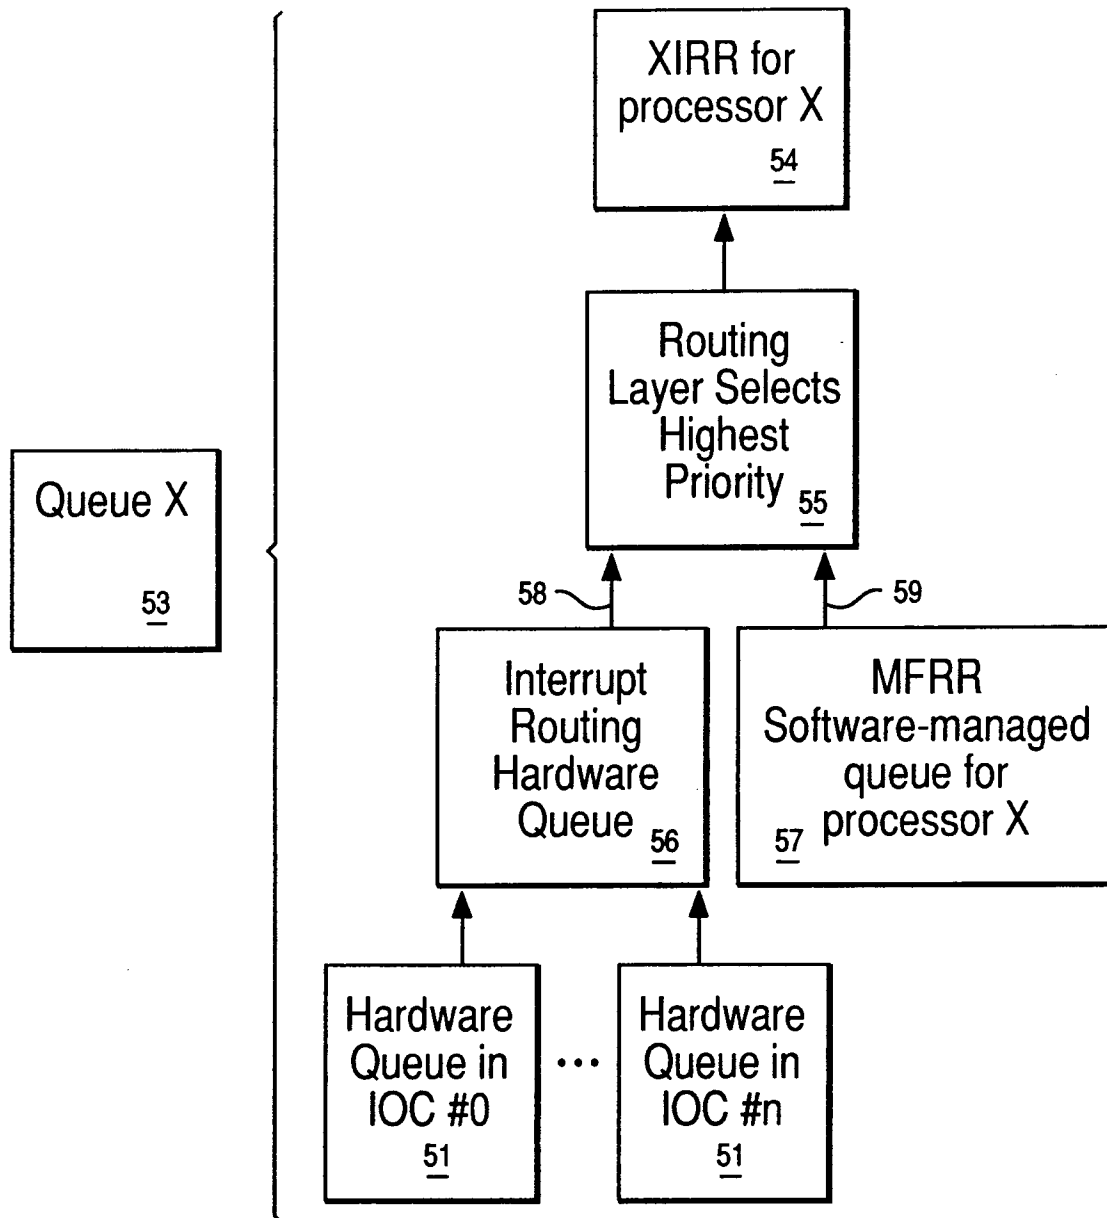 XIRR for
processor X
54
Routing
Layer Selects
Highest
Priority
55
Queue X
53
58
59
Interrupt
Routing
Hardware
Queue
56
MFRR
Software-managed
queue for
processor X
57
Hardware
Queue in
IOC #0
51
...
Hardware
Queue in
IOC #n
51